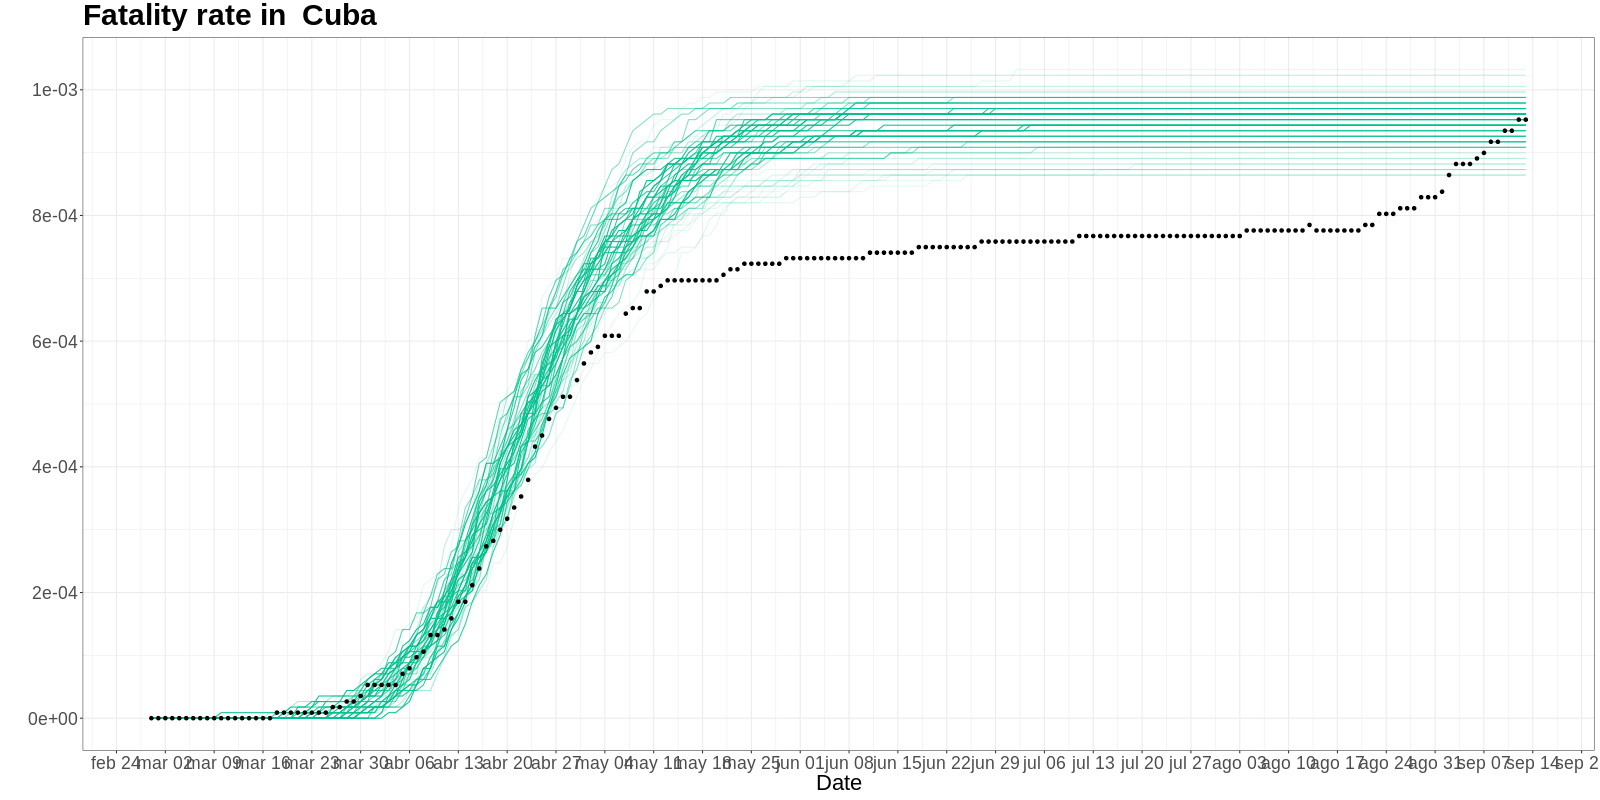 Fatality rate in  Cuba
1e-03
8e-04
6e-04
4e-04
2e-04
0e+00
feb 24 mar 02 mar 09 mar 16 mar 23 mar 30 abr 06 abr 13 abr 20 abr 27 may 04 may 11 may 18 may 25 jun 01 jun 08 jun 15 jun 22 jun 29 jul 06 jul 13 jul 20 jul 27 ago 03 ago 10 ago 17 ago 24 ago 31 sep 07 sep 14 sep 2
Date